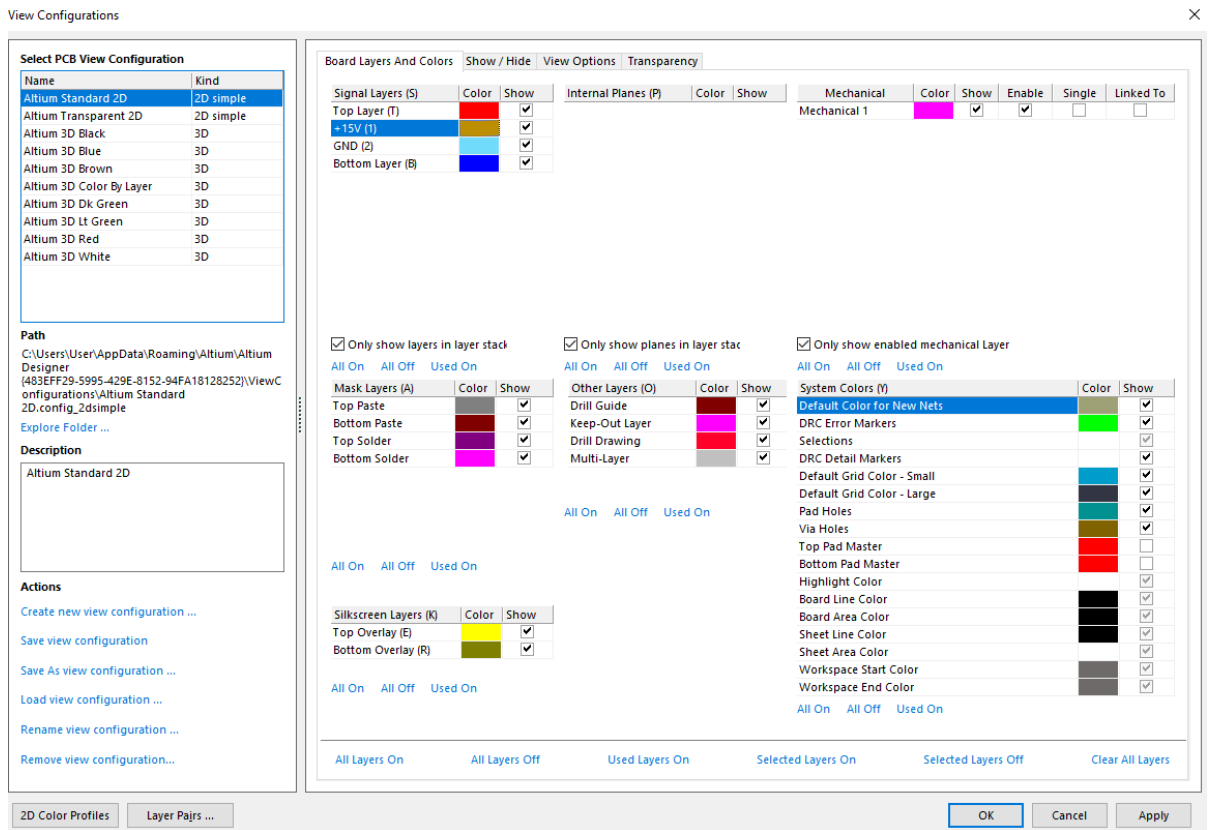 View Configurations
Select PCB View Configuration
Name Kind
Altium Standard 2D 2D simple
Altium Transparent 2D 2D simple
Altium 3D Black 3D
Altium 3D Blue 3D
Altium 3D Brown 3D
Altium 3D Color By Layer 3D
Altium 3D Dk Green 3D
Altium 3D Lt Green 3D
Altium 3D Red 3D
Altium 3D White 3D
Path
C:\Users\User\AppData\Roaming\Altium\Altium
Designer
{483EFF29-5995-429E-8152-94FA18128252}\ViewC
onfigurations\Altium Standard
2D.config_2dsimple
Explore Folder ...
Description
Altium Standard 2D
Actions
Create new view configuration ...
Save view configuration
Save As view configuration ...
Load view configuration ...
Rename view configuration ...
Remove view configuration...
Board Layers And Colors Show / Hide View Options Transparency
Signal Layers (S) Color Show
Top Layer (T)
+15V (1)
GND (2)
Bottom Layer (B)
Only show layers in layer stack
All On All Off Used On
Internal Planes (P) Color Show
Only show planes in layer stac
All On All Off Used On
Mechanical Color Show Enable Single Linked To
Mechanical 1
Only show enabled mechanical Layer
All On All Off Used On
Mask Layers (A) Color Show
Top Paste
Bottom Paste
Top Solder
Bottom Solder
All On All Off Used On
Other Layers (O) Color Show
Drill Guide
Keep-Out Layer
Drill Drawing
Multi-Layer
All On All Off Used On
System Colors (Y) Color Show
Default Color for New Nets
DRC Error Markers
Selections
DRC Detail Markers
Default Grid Color - Small
Default Grid Color - Large
Pad Holes
Via Holes
Top Pad Master
Bottom Pad Master
Highlight Color
Board Line Color
Board Area Color
Sheet Line Color
Sheet Area Color
Workspace Start Color
Workspace End Color
All On All Off Used On
Silkscreen Layers (K) Color Show
Top Overlay (E)
Bottom Overlay (R)
All On All Off Used On
All Layers On All Layers Off Used Layers On Selected Layers On Selected Layers Off Clear All Layers
2D Color Profiles Layer Pairs ... OK Cancel Apply